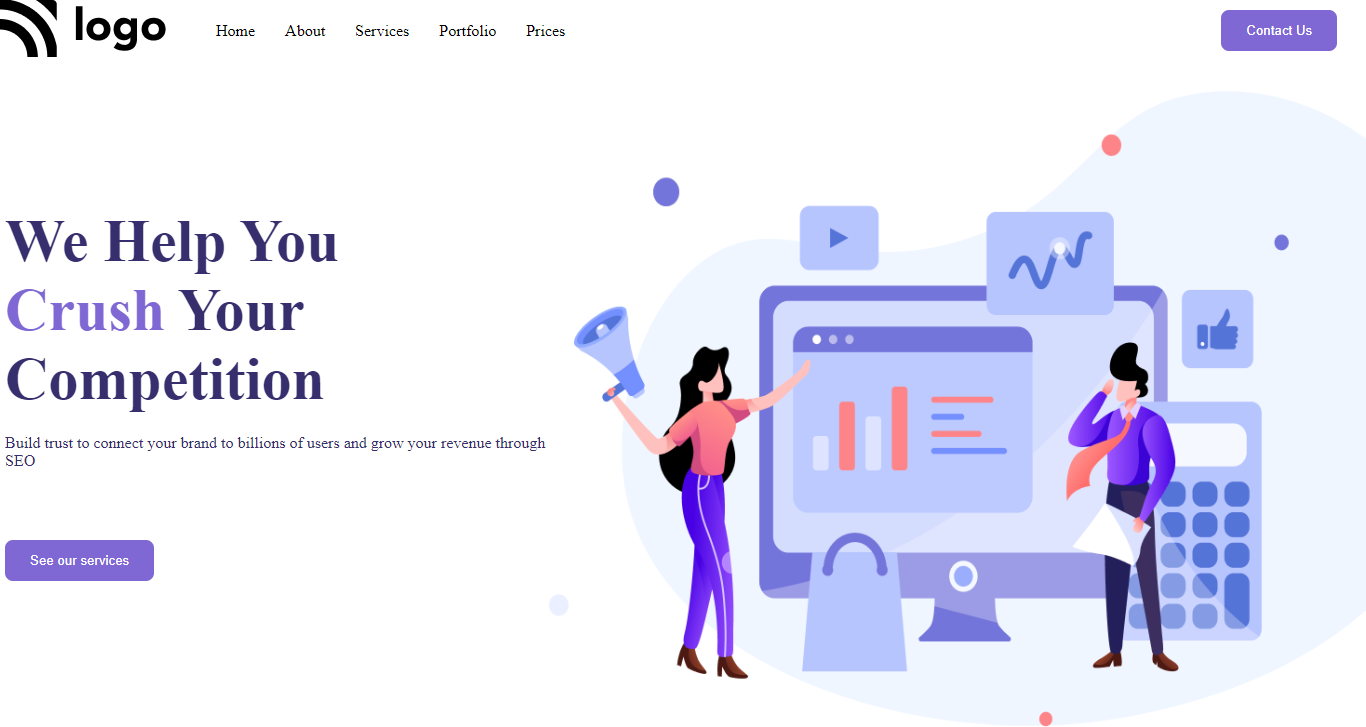 logo
Home About Services Portfolio Prices
Contact Us
We Help You
Crush Your
Competition
Build trust to connect your brand to billions of users and grow your revenue through
SEO
See our services